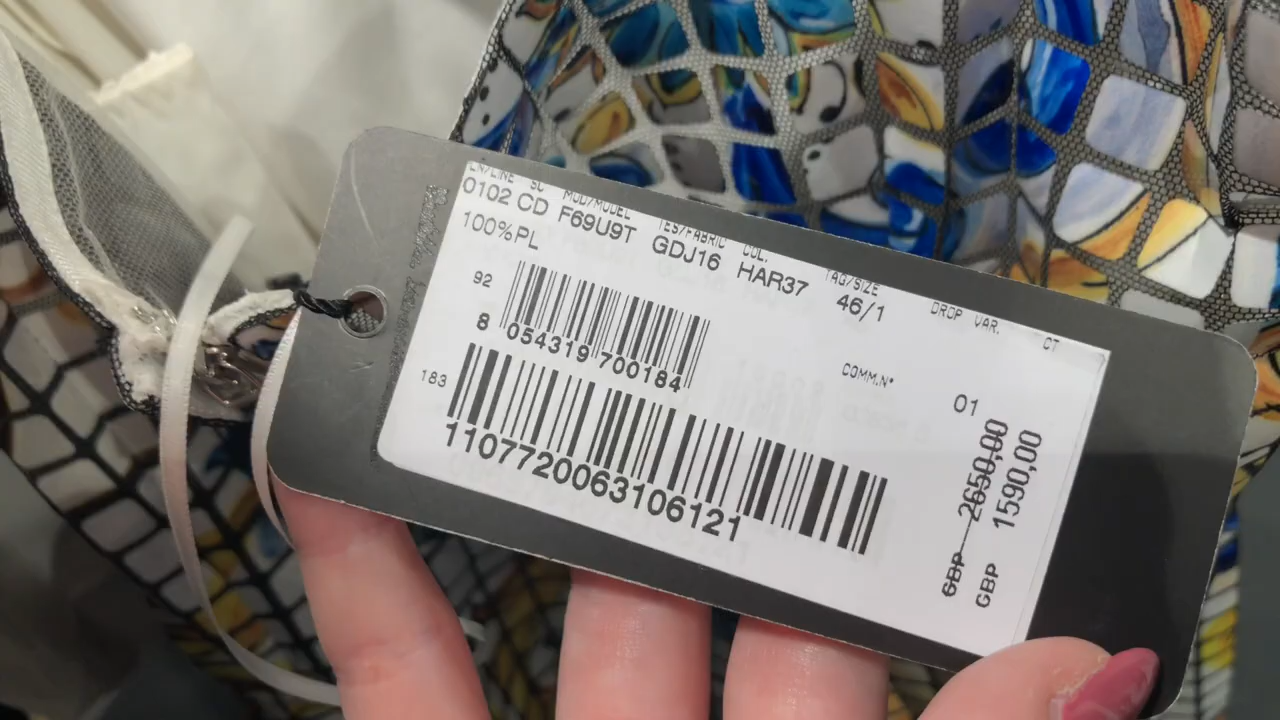 LN/LINE SC MOD/MODEL TES/FABRIC COL. TAG/SIZE DROP VAR. CT
0102 CD F69U9T GDJ16 HAR37 46/1
100%PL
92
8 054319 700184
COMM.N°
183
01
1107720063106121
GBP 2650,00
GBP 1590,00